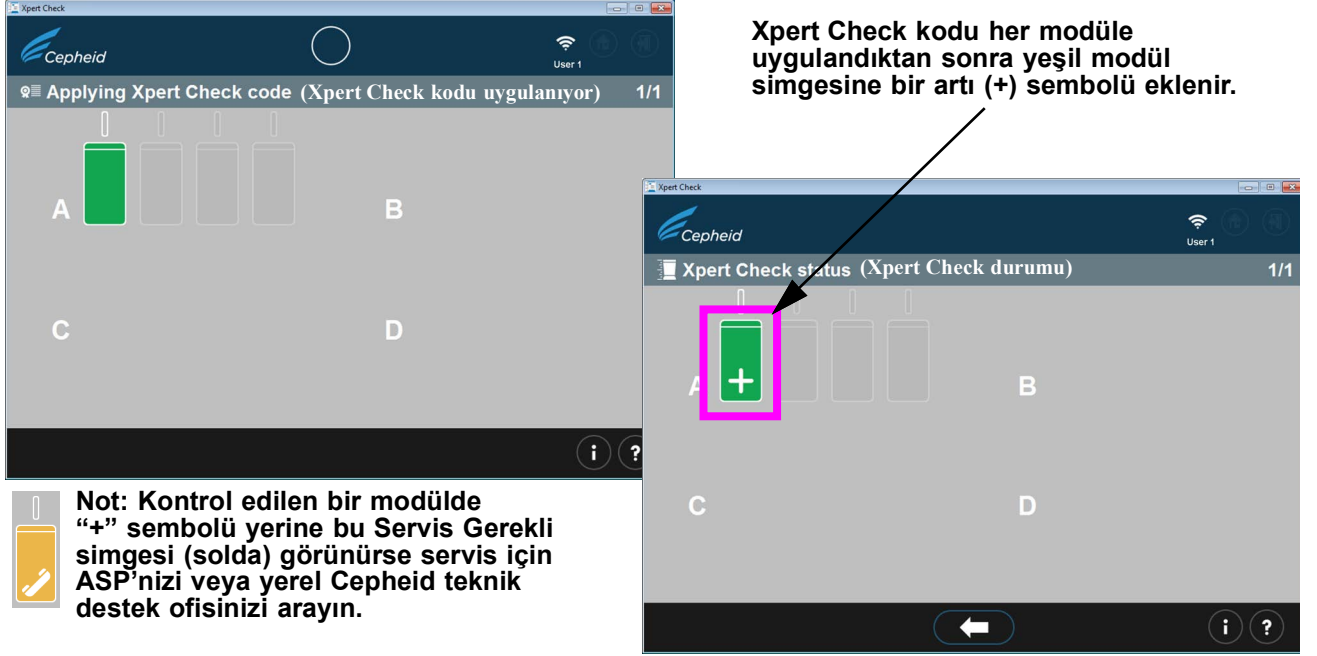 Xpert Check
Cepheid
User 1
Applying Xpert Check code (Xpert Check kodu uygulanıyor) 1/1
A
B
C
D
i ?
Xpert Check kodu her modüle
uygulandıktan sonra yeşil modül
simgesine bir artı (+) sembolü eklenir.
Xpert Check
Cepheid
User 1
Xpert Check status (Xpert Check durumu) 1/1
A
+
B
C
D
i ?
Not: Kontrol edilen bir modülde
“+” sembolü yerine bu Servis Gerekli
simgesi (solda) görünürse servis için
ASP’nizi veya yerel Cepheid teknik
destek ofisinizi arayın.